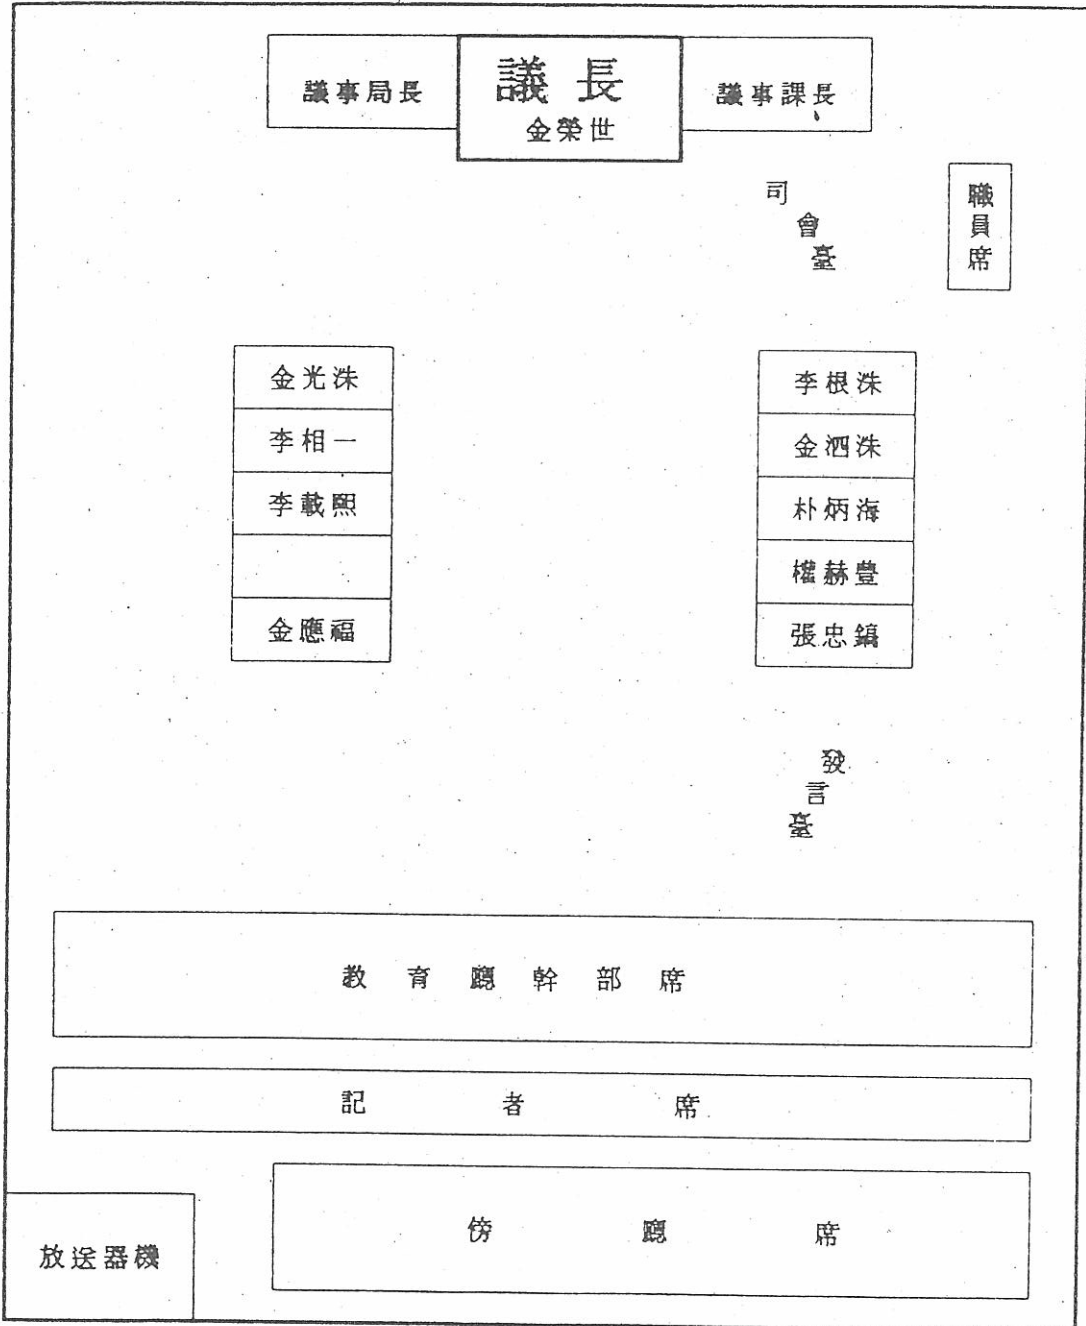 議事局長
議長
金榮世
議事課長
司會臺
職員席
金光洙
李相一
李載熙
金應福
李根洙
金泗洙
朴炳海
權赫豊
張忠鎬
發言臺
教育廳幹部席
記者席
傍廳席
放送器機